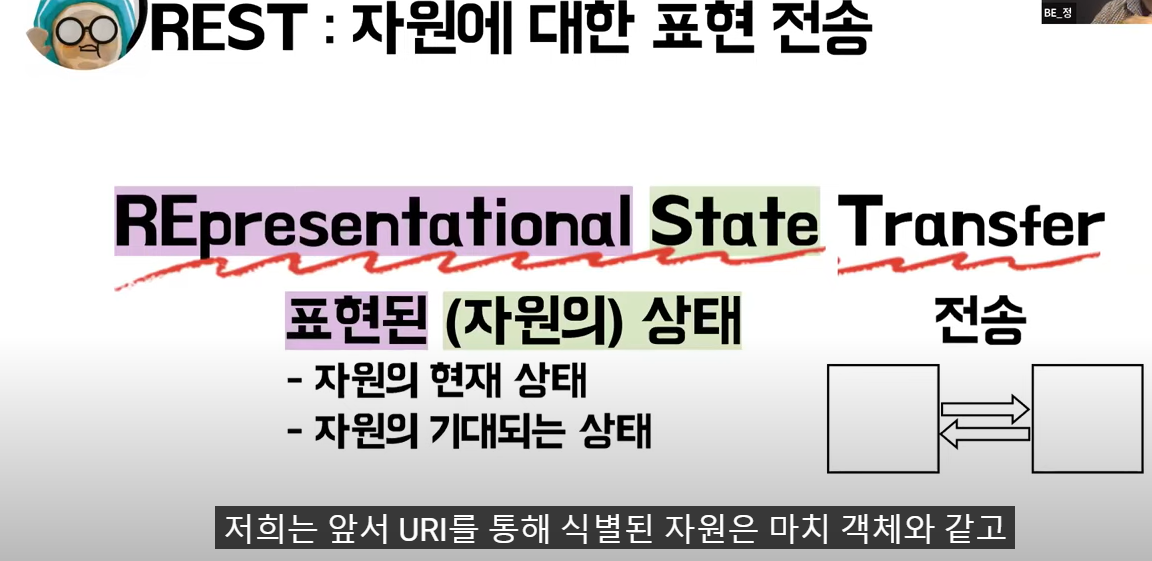 REST : 자원에 대한 표현 전송
BE_정
REpresentational State Transfer
표현된 (자원의) 상태 전송
- 자원의 현재 상태
- 자원의 기대되는 상태
저희는 앞서 URI를 통해 식별된 자원은 마치 객체와 같고